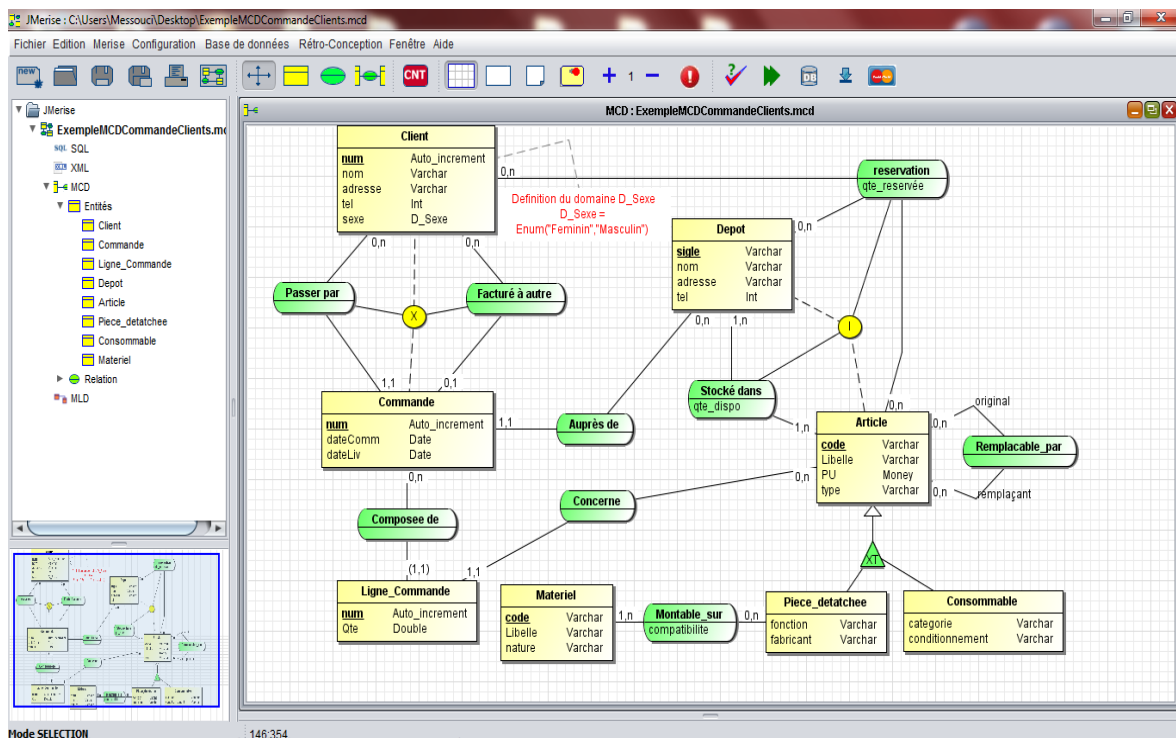 JMerise : C:\Users\Messouci\Desktop\ExempleMCDCommandeClients.mcd
Fichier Edition Merise Configuration Base de données Rétro-Conception Fenêtre Aide
new CNT 1 DB
JMerise
ExempleMCDCommandeClients.m
SQL SQL
XML
MCD
Entités
Client
Commande
Ligne_Commande
Depot
Article
Piece_detatchee
Consommable
Materiel
Relation
MLD
MCD : ExempleMCDCommandeClients.mcd
Client
num Auto_increment
nom Varchar
adresse Varchar
tel Int
sexe D_Sexe
0,n
reservation
qte_reservée
Definition du domaine D_Sexe
D_Sexe =
Enum("Feminin","Masculin")
Depot
sigle Varchar
nom Varchar
adresse Varchar
tel Int
0,n
0,n
0,n
Passer par
Facturé à autre
X
I
0,n
1,n
1,1
0,1
Stocké dans
qte_dispo
0,n
1,n
Commande
num Auto_increment
dateComm Date
dateLiv Date
1,1
Auprès de
Article
code Varchar
Libelle Varchar
PU Money
type Varchar
original
0,n
Remplacable_par
0,n
remplaçant
0,n
0,n
Composee de
Concerne
(1,1)
1,1
XT
Ligne_Commande
num Auto_increment
Qte Double
Materiel
code Varchar
Libelle Varchar
nature Varchar
1,n
Montable_sur
compatibilite
0,n
Piece_detatchee
fonction Varchar
fabricant Varchar
Consommable
categorie Varchar
conditionnement Varchar
Mode SELECTION
146:354